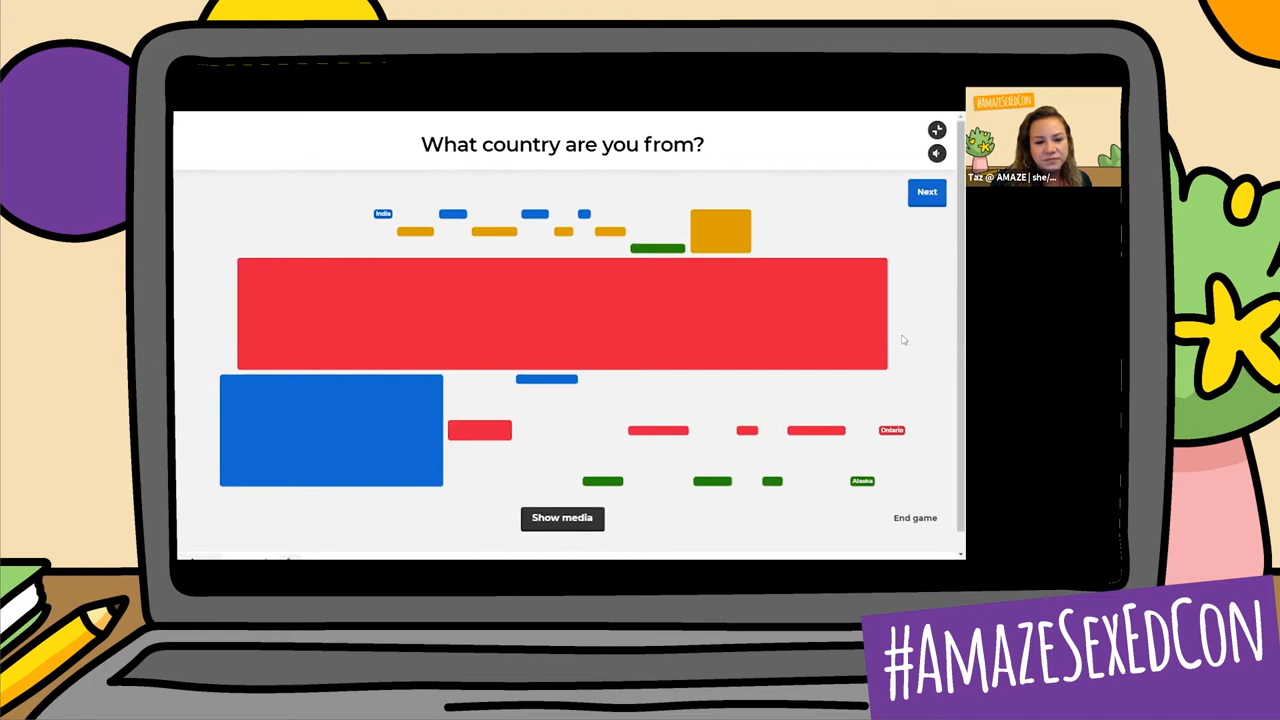 #AMAZESEXEDCON
What country are you from?
Taz @ AMAZE | she/...
Next
India
Ontario
Alaska
Show media
End game
#AMAZESEXEDCON